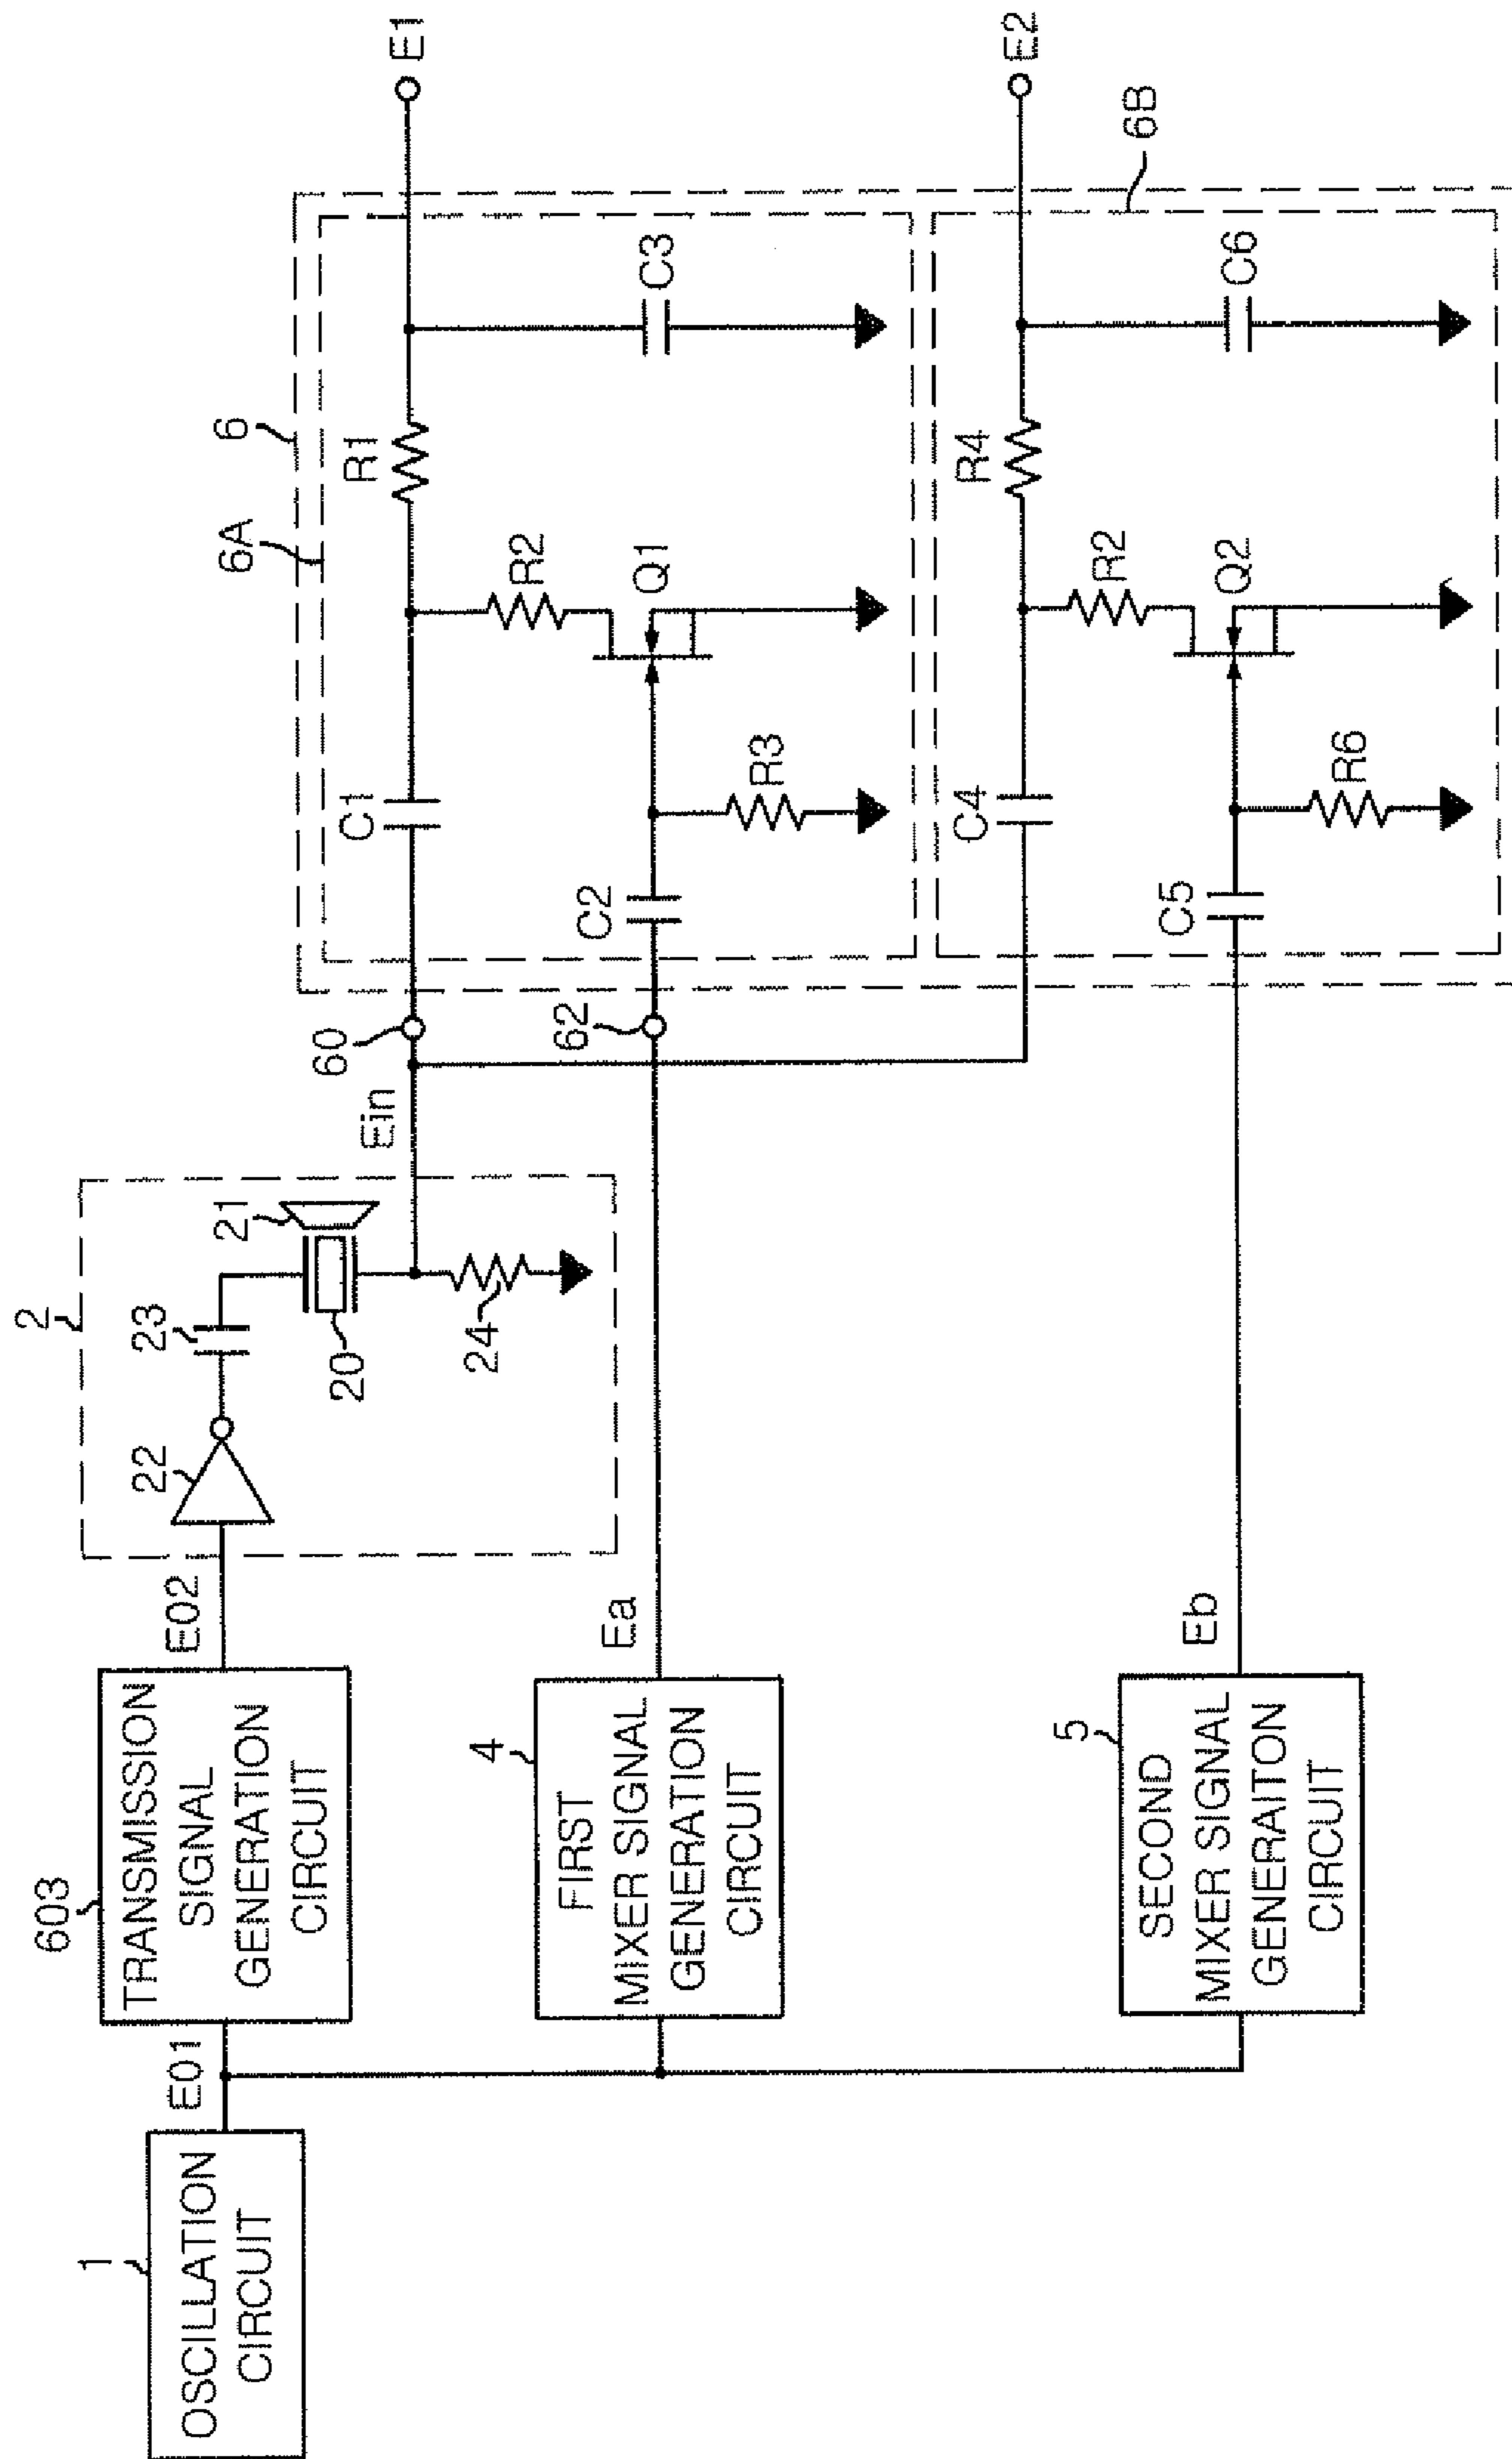 1
OSCILLATION
CIRCUIT
E01
603
TRANSMISSION
SIGNAL
GENERATION
CIRCUIT
E02
2
22
23
21
20
24
Ein
60
62
4
FIRST
MIXER SIGNAL
GENERATION
CIRCUIT
Ea
5
SECOND
MIXER SIGNAL
GENERAITON
CIRCUIT
Eb
6
6A
C1
R1
R2
Q1
C2
R3
C3
E1
6B
C4
R4
R2
Q2
C5
R6
C6
E2